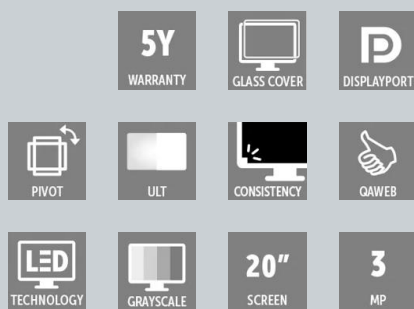 5Y
WARRANTY
GLASS COVER
DISPLAYPORT
PIVOT
ULT
CONSISTENCY
QAWEB
LED
TECHNOLOGY
GRAYSCALE
20"
SCREEN
3
MP